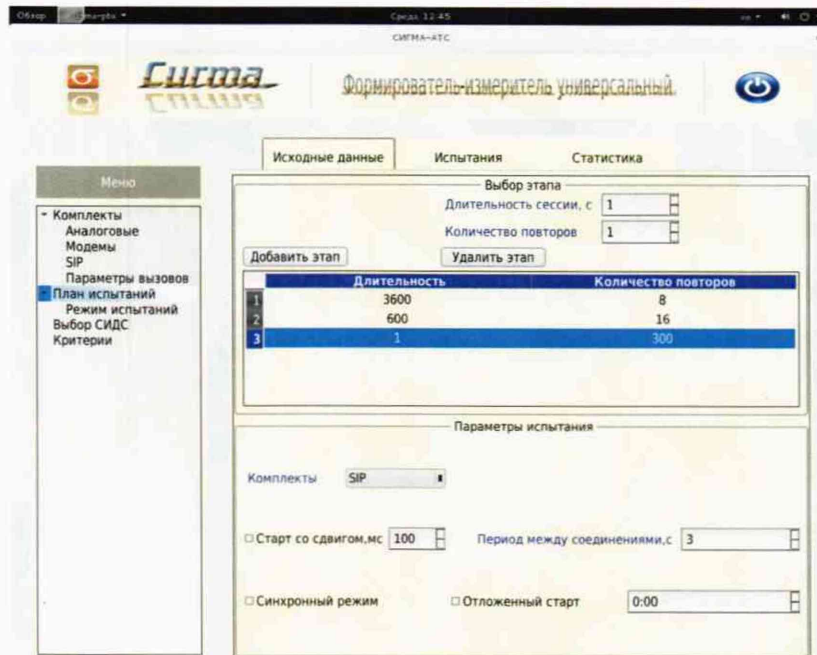 Обзор
Среда 12:45
СИГМА-АТС
σ Сигма Формирователь-измеритель универсальный
Исходные данные Испытания Статистика
Меню
Комплекты
Аналоговые
Модемы
SIP
Параметры вызовов
План испытаний
Режим испытаний
Выбор СИДС
Критерии
Выбор этапа
Длительность сессии, с 1
Количество повторов 1
Добавить этап Удалить этап
Длительность Количество повторов
1 3600 8
2 600 16
3 1 300
Параметры испытания
Комплекты SIP
Старт со сдвигом,мс 100 Период между соединениями,с 3
Синхронный режим Отложенный старт 0:00